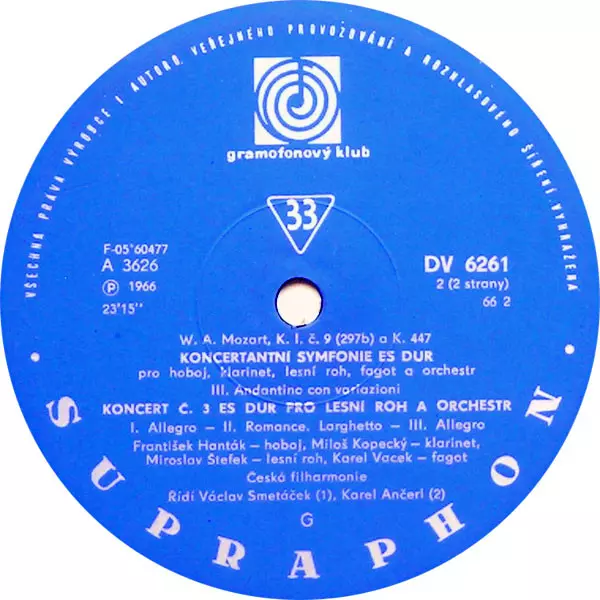 VŠECHNA PRÁVA VÝROBCE I AUTORŮ, VEŘEJNÉHO PROVOZOVÁNÍ A ROZHLASOVÉHO ŠÍŘENÍ VYHRAZENA
gramofonový klub
33
F-05*60477
A 3626
Ⓟ 1966
23'15''
DV 6261
2 (2 strany)
66 2
W. A. Mozart, K. I. č. 9 (297b) a K. 447
KONCERTANTNÍ SYMFONIE ES DUR
pro hoboj, klarinet, lesní roh, fagot a orchestr
III. Andantino con variazioni
KONCERT Č. 3 ES DUR PRO LESNÍ ROH A ORCHESTR
I. Allegro – II. Romance. Larghetto – III. Allegro
František Hanták – hoboj, Miloš Kopecký – klarinet,
Miroslav Štefek – lesní roh, Karel Vacek – fagot
Česká filharmonie
Řídí Václav Smetáček (1), Karel Ančerl (2)
G
• SUPRAPHON •